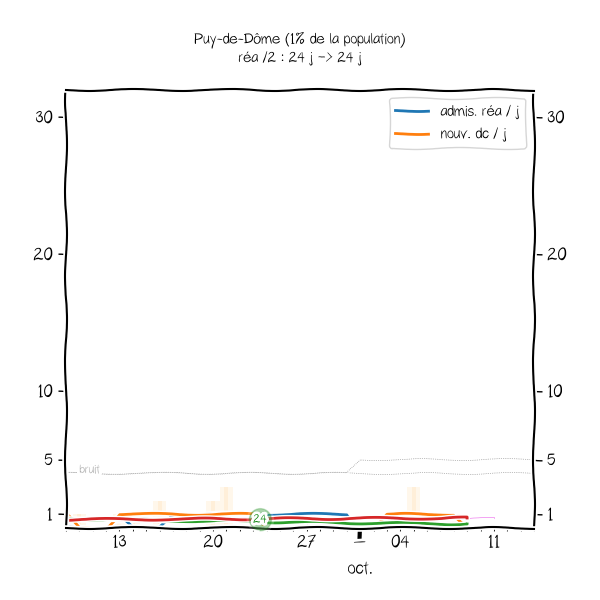 Puy-de-Dôme (1% de la population)
réa /2 : 24 j -> 24 j
admis. réa / j
nouv. dc / j
30
30
20
20
10
10
5
5
bruit
1
1
24
13
20
27
1
04
11
oct.